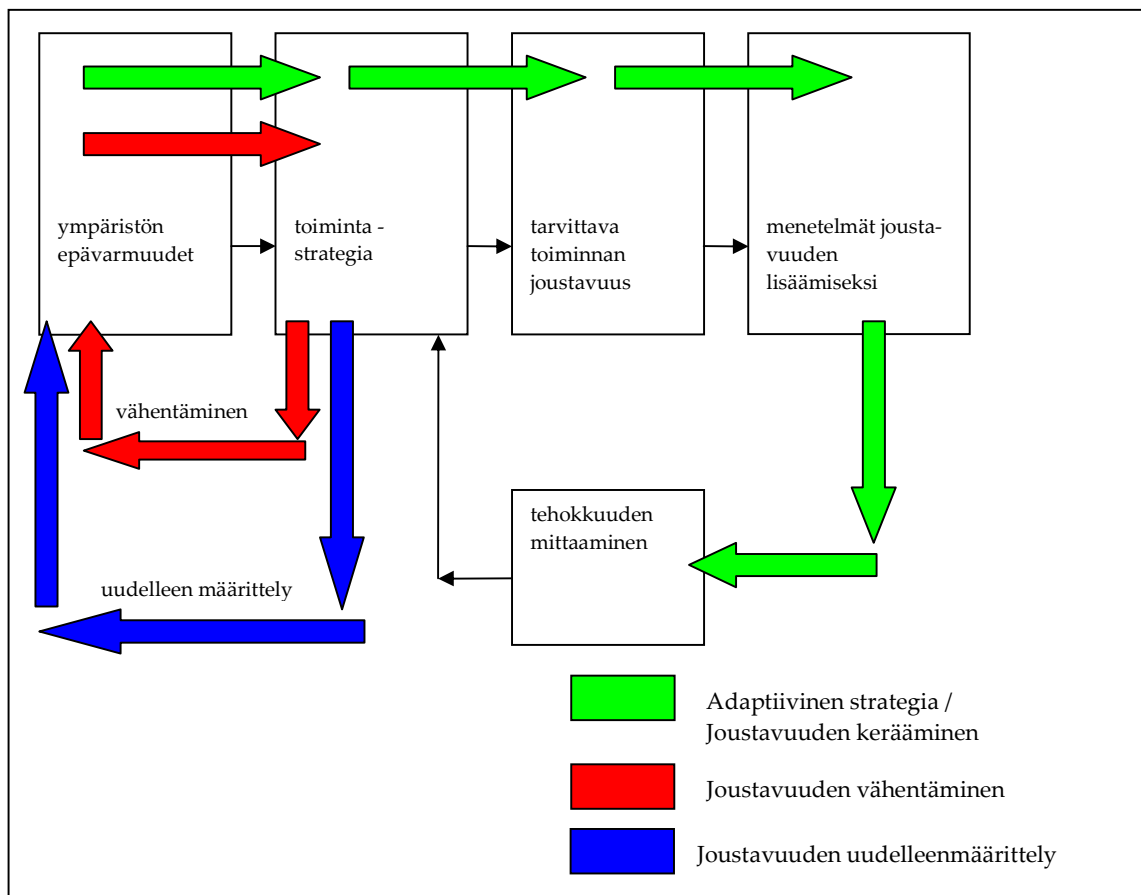 ympäristön
epävarmuudet
toiminta -
strategia
tarvittava
toiminnan
joustavuus
menetelmät jousta-
vuuden
lisäämiseksi
vähentäminen
tehokkuuden
mittaaminen
uudelleen määrittely
Adaptiivinen strategia /
Joustavuuden kerääminen
Joustavuuden vähentäminen
Joustavuuden uudelleenmäärittely